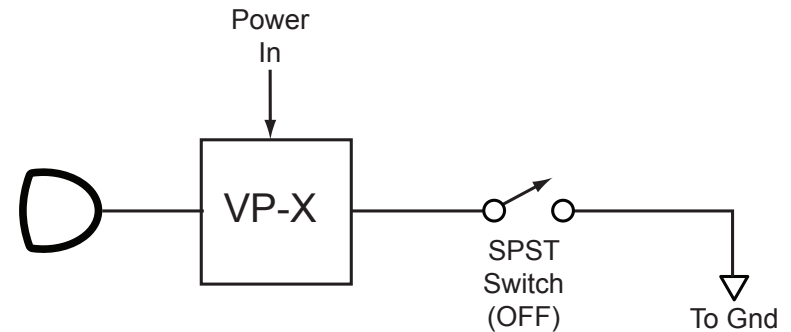 Power
In
VP-X
SPST
Switch
(OFF)
To Gnd